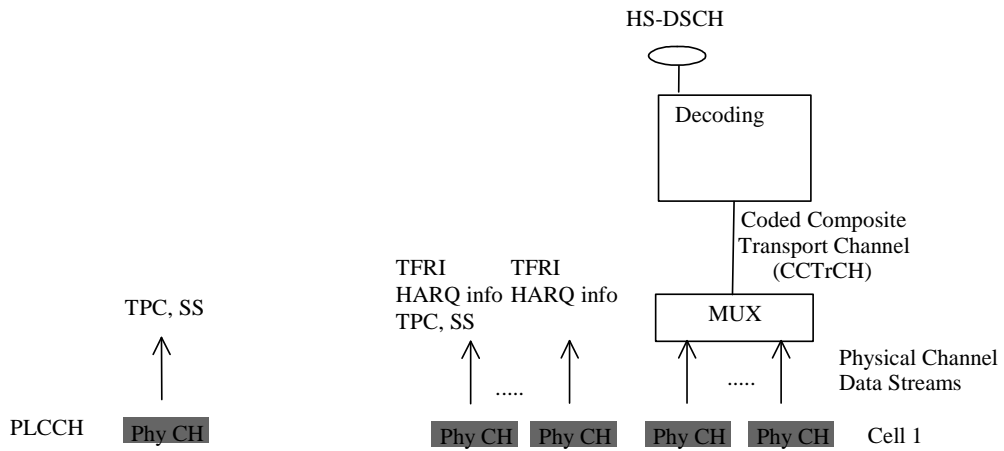 HS-DSCH
Decoding
Coded Composite
Transport Channel
(CCTrCH)
TFRI
HARQ info
TPC, SS
TFRI
HARQ info
TPC, SS
MUX
Physical Channel
Data Streams
.....
.....
PLCCH
Phy CH
Phy CH
Phy CH
Phy CH
Phy CH
Cell 1